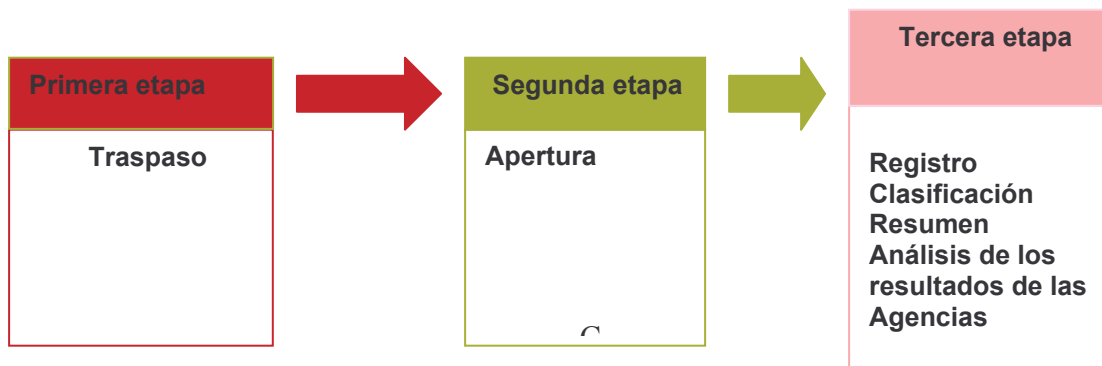 Primera etapa
Traspaso
Segunda etapa
Apertura
Tercera etapa
Registro
Clasificación
Resumen
Análisis de los
resultados de las
Agencias